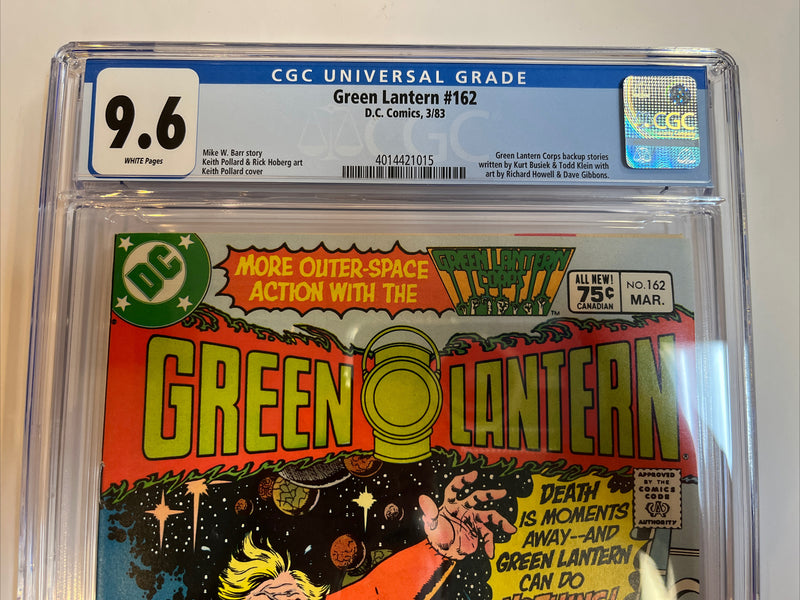 CGC UNIVERSAL GRADE
9.6
WHITE Pages
Green Lantern #162
D.C. Comics, 3/83
Mike W. Barr story
Keith Pollard & Rick Hoberg art
Keith Pollard cover
4014421015
Green Lantern Corps backup stories
written by Kurt Busiek & Todd Klein with
art by Richard Howell & Dave Gibbons.
CGC
CGC
DC
MORE OUTER-SPACE
ACTION WITH THE
GREEN LANTERN
CORPS
TM
ALL NEW!
75¢
CANADIAN
NO. 162
MAR.
GREEN LANTERN
APPROVED
BY THE
COMICS
CODE
CA
AUTHORITY
DEATH
IS MOMENTS
AWAY--AND
GREEN LANTERN
CAN DO
NOTHING!